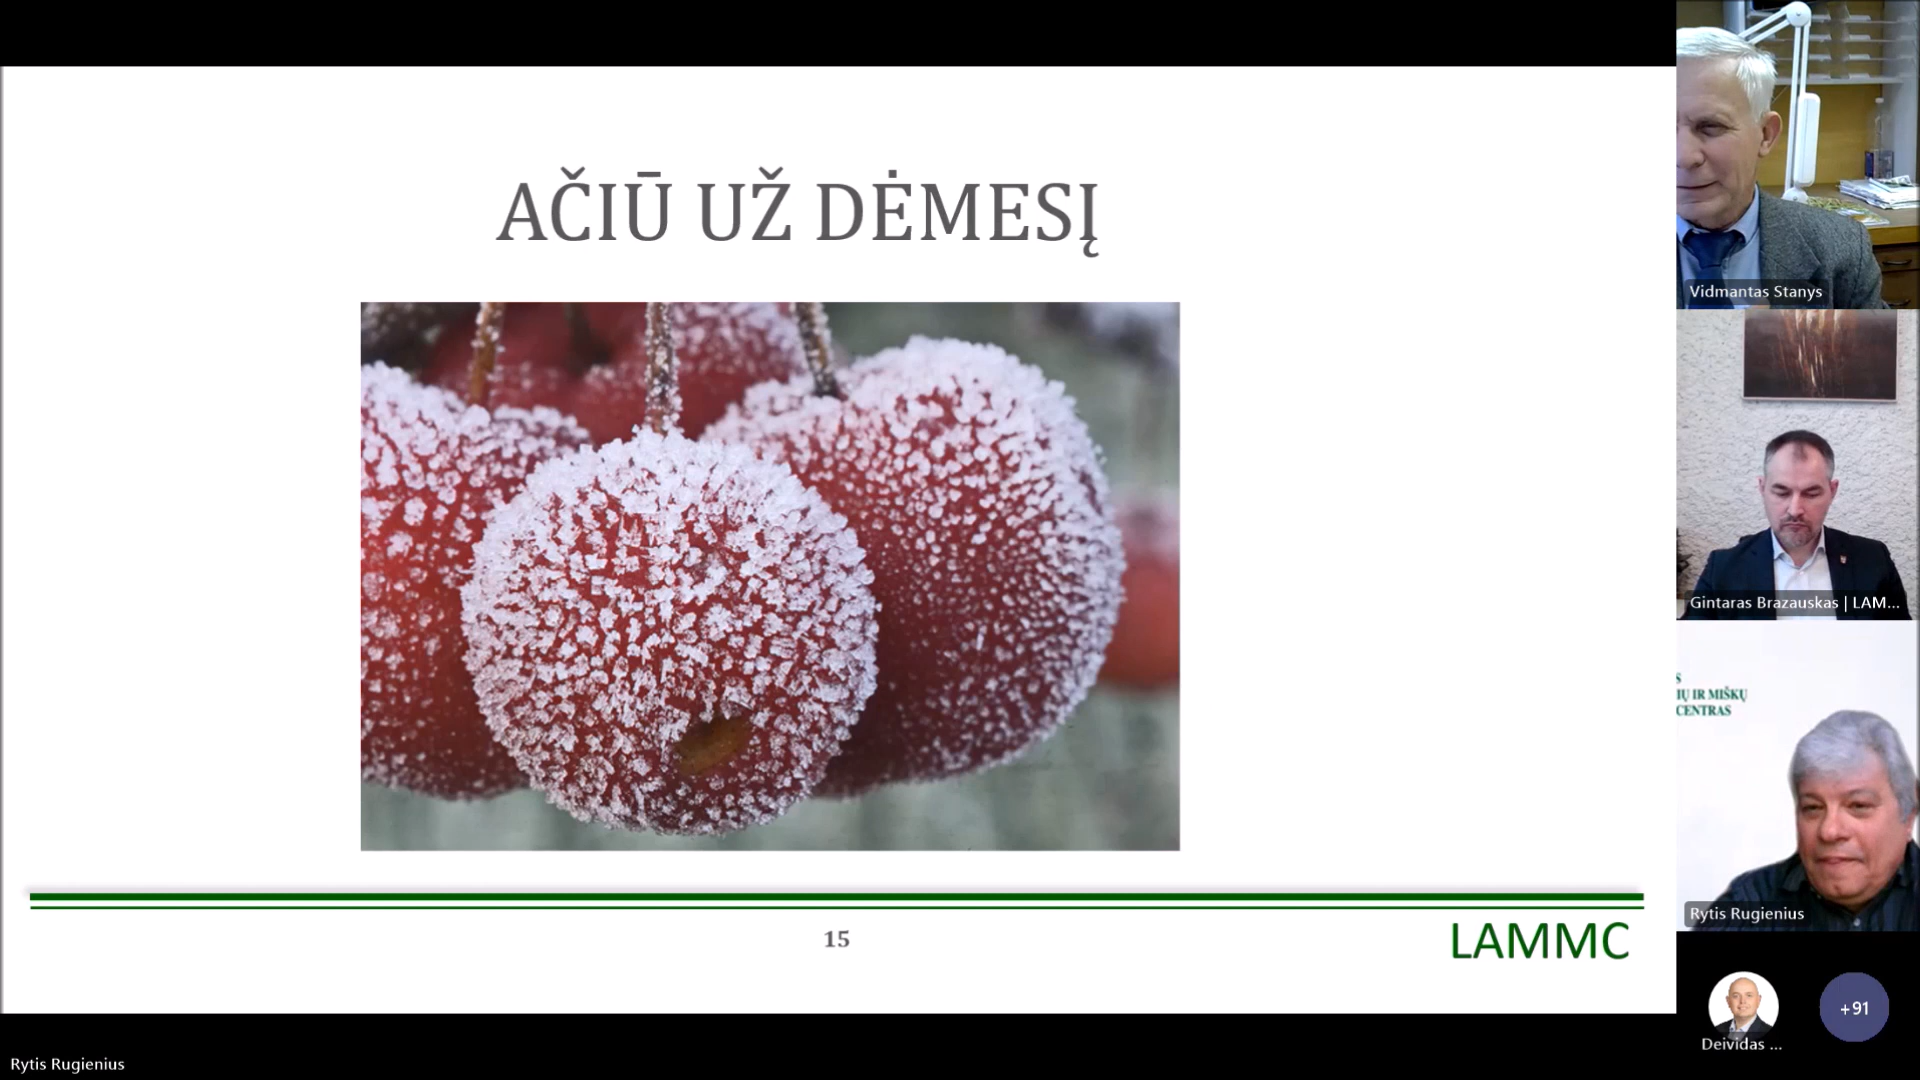 AČIŪ UŽ DĖMESĮ
15
LAMMC
Vidmantas Stanys
Gintaras Brazauskas | LAM...
S
IŲ IR MIŠKŲ
CENTRAS
Rytis Rugienius
Deividas ...
+91
Rytis Rugienius